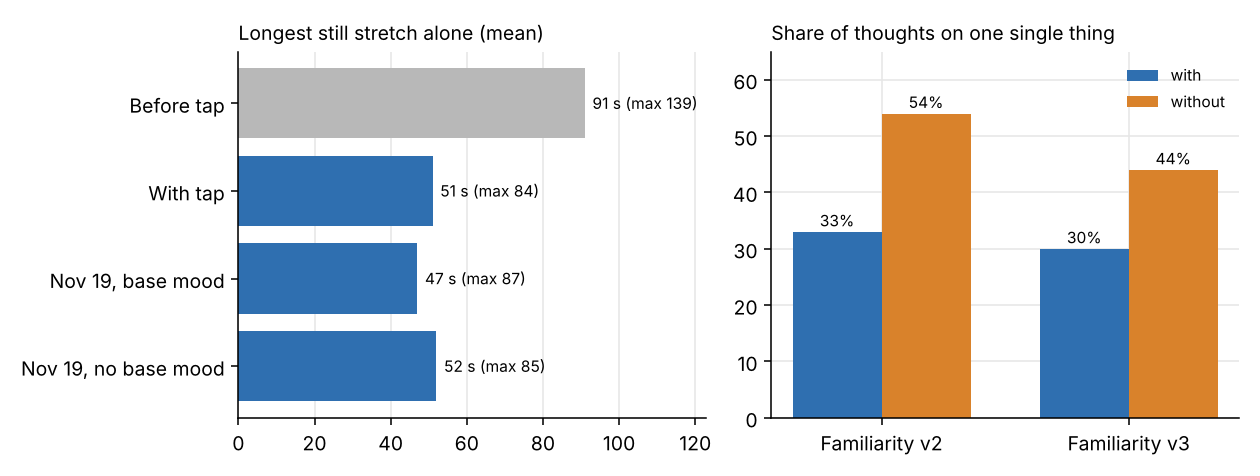 Longest still stretch alone (mean)
Before tap
91 s (max 139)
With tap
51 s (max 84)
Nov 19, base mood
47 s (max 87)
Nov 19, no base mood
52 s (max 85)
0 20 40 60 80 100 120
Share of thoughts on one single thing
with
without
60
50
40
30
20
10
0
33%
54%
30%
44%
Familiarity v2
Familiarity v3